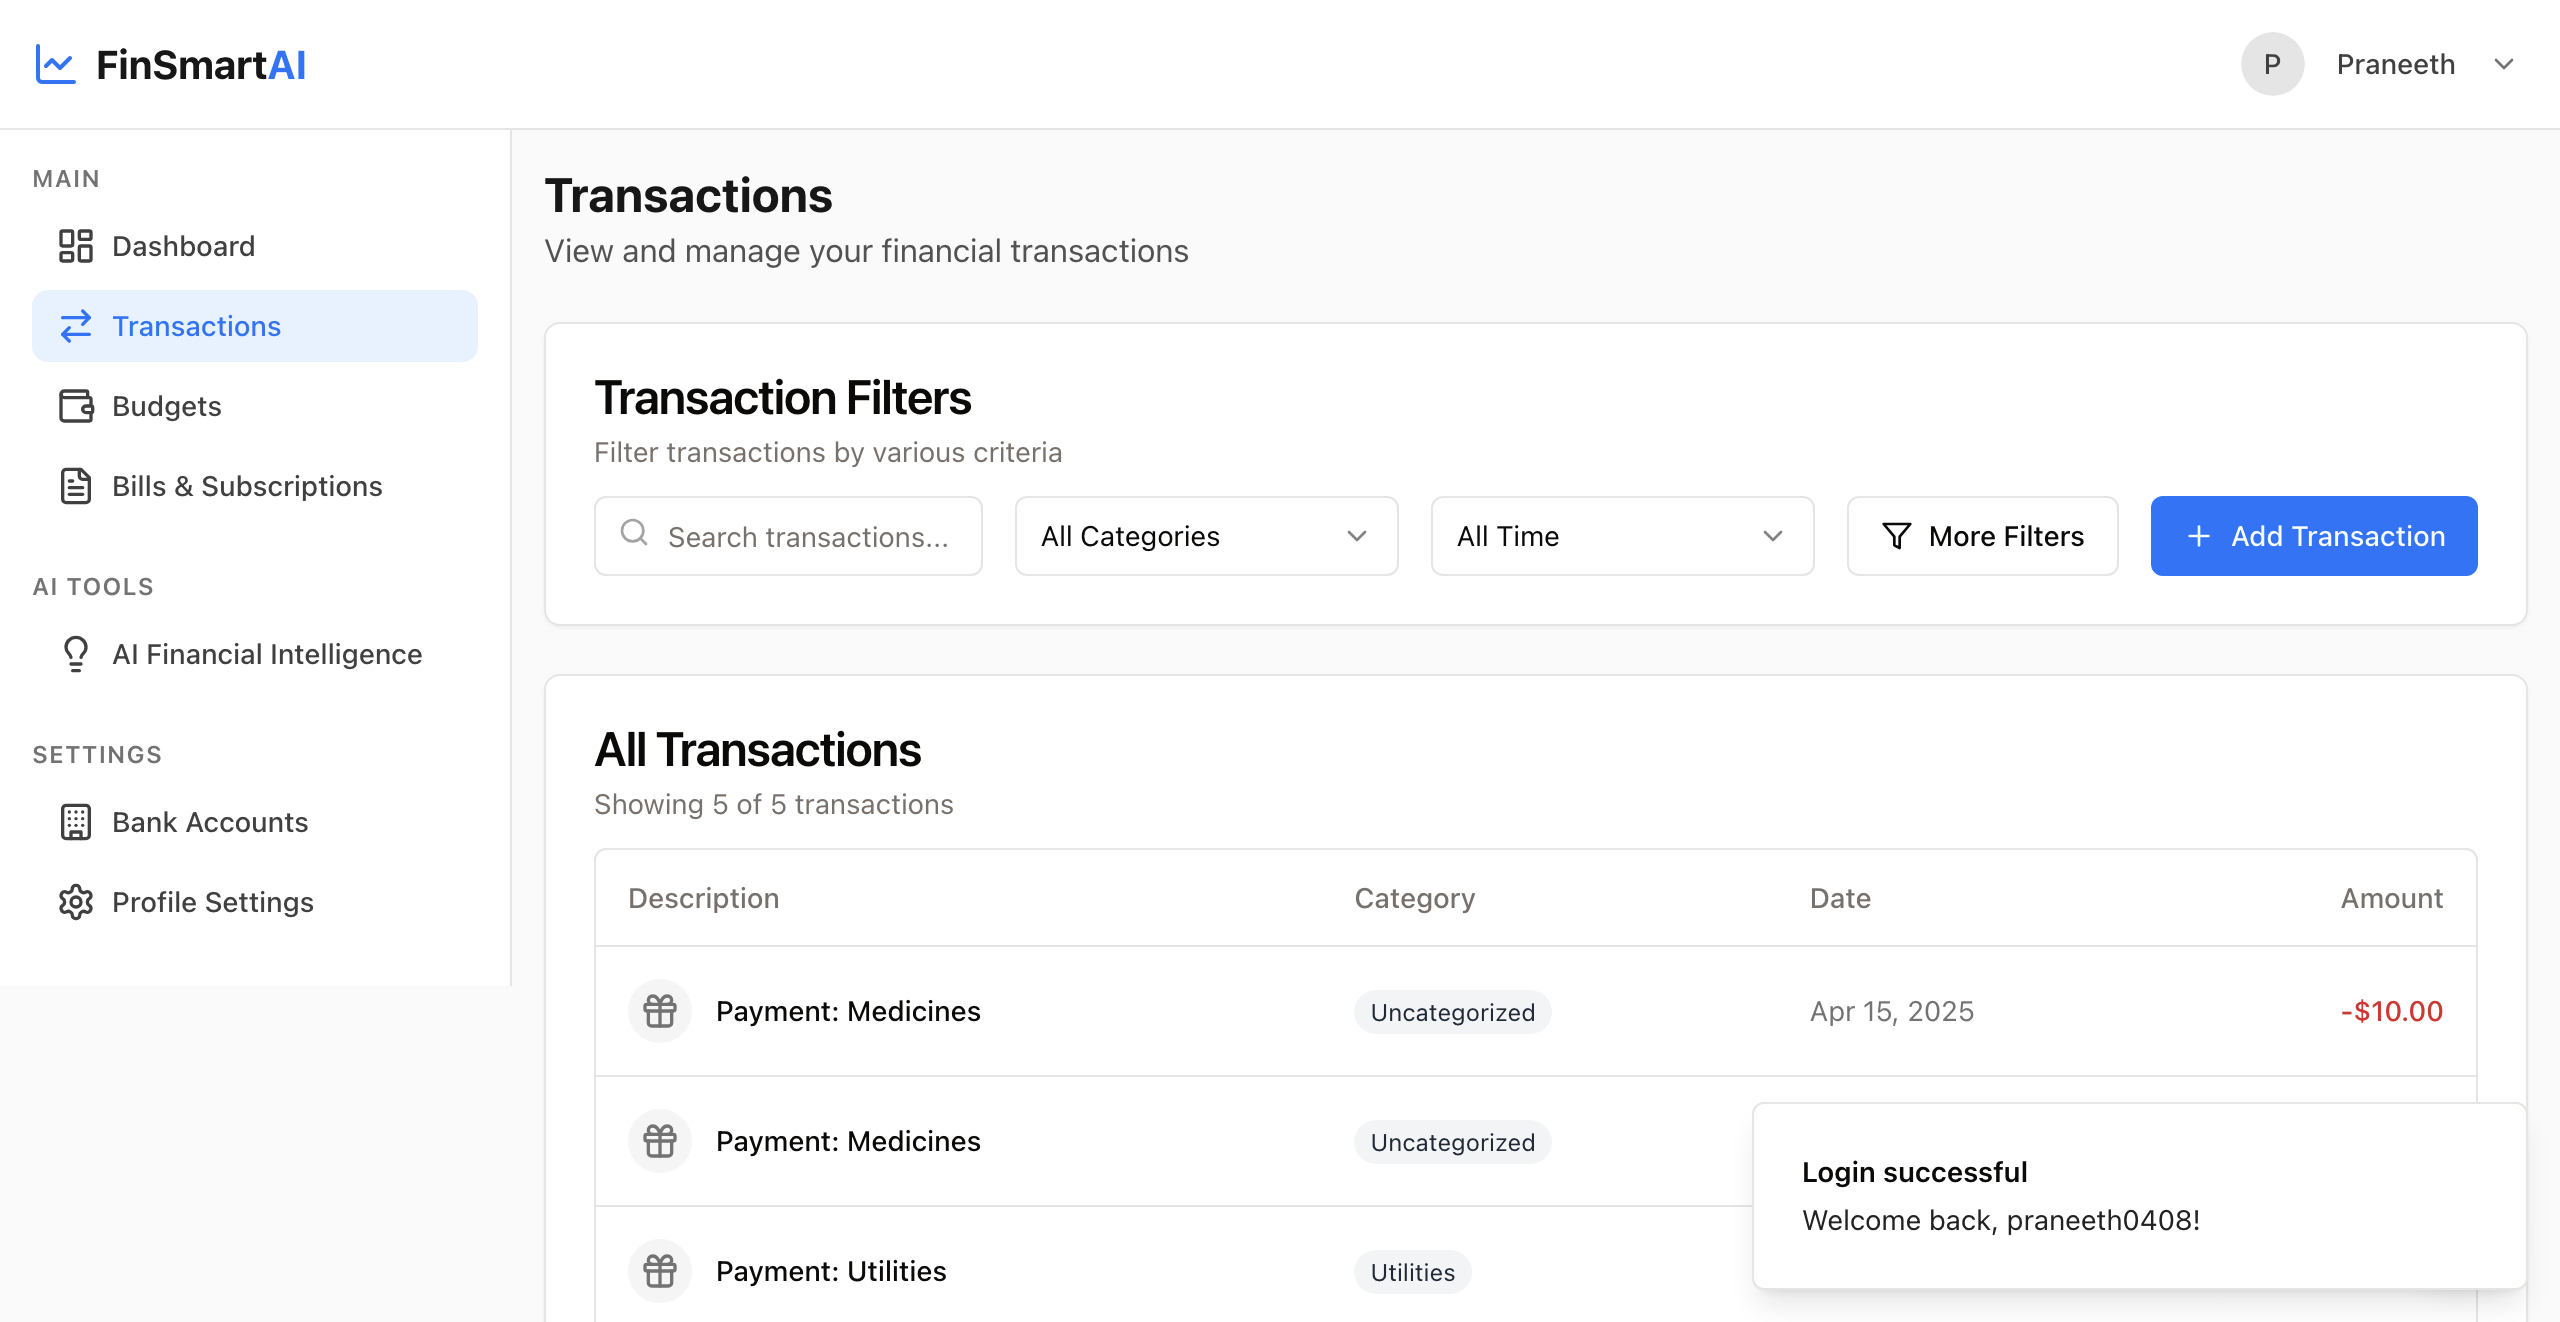 FinSmartAI
P
Praneeth
MAIN
Dashboard
Transactions
Budgets
Bills & Subscriptions
AI TOOLS
AI Financial Intelligence
SETTINGS
Bank Accounts
Profile Settings
Transactions
View and manage your financial transactions
Transaction Filters
Filter transactions by various criteria
Search transactions...
All Categories
All Time
More Filters
Add Transaction
All Transactions
Showing 5 of 5 transactions
Description Category Date Amount
Payment: Medicines Uncategorized Apr 15, 2025 -$10.00
Payment: Medicines Uncategorized
Payment: Utilities Utilities
Login successful
Welcome back, praneeth0408!